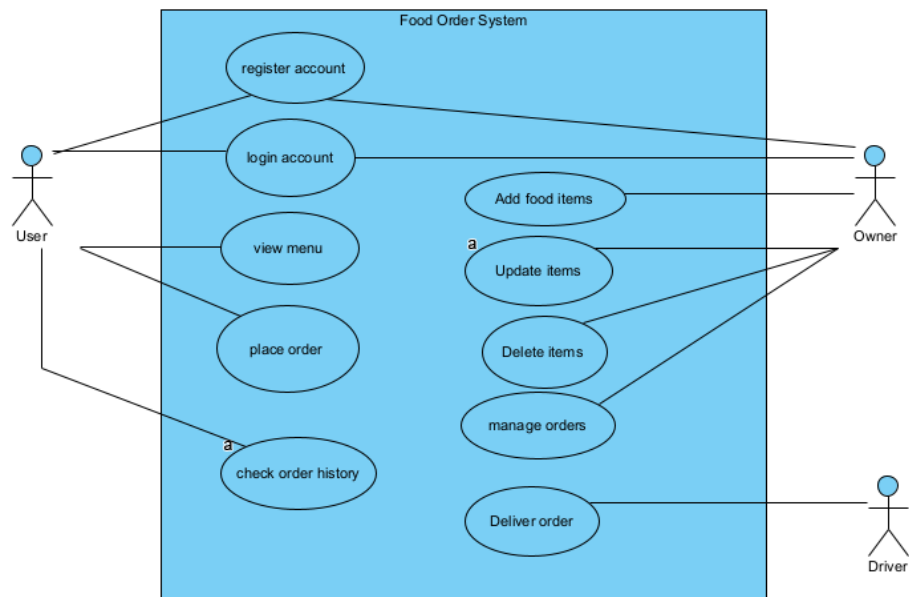 Food Order System
register account
login account
Add food items
User
Owner
view menu
a
Update items
place order
Delete items
manage orders
a
check order history
Deliver order
Driver